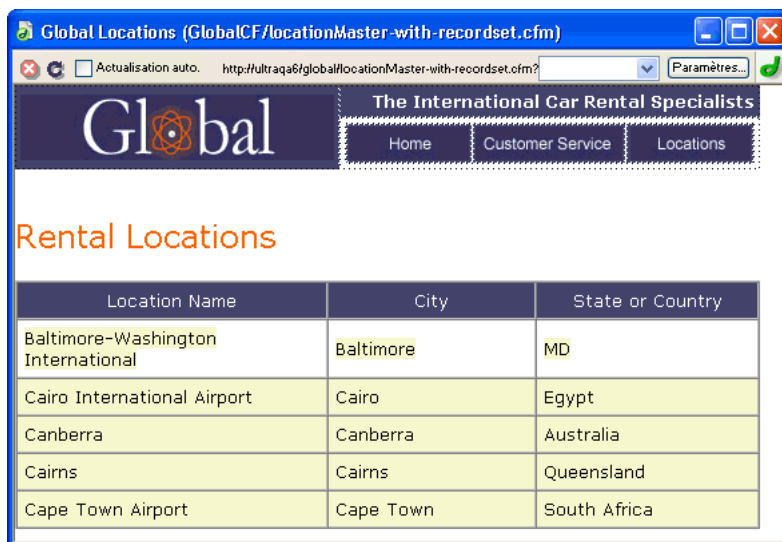 Global Locations (GlobalCF/locationMaster-with-recordset.cfm)
Actualisation auto. http://ultraqa6/global/locationMaster-with-recordset.cfm? Paramètres...
Global
The International Car Rental Specialists
Home Customer Service Locations
Rental Locations
Location Name City State or Country
Baltimore-Washington
International Baltimore MD
Cairo International Airport Cairo Egypt
Canberra Canberra Australia
Cairns Cairns Queensland
Cape Town Airport Cape Town South Africa